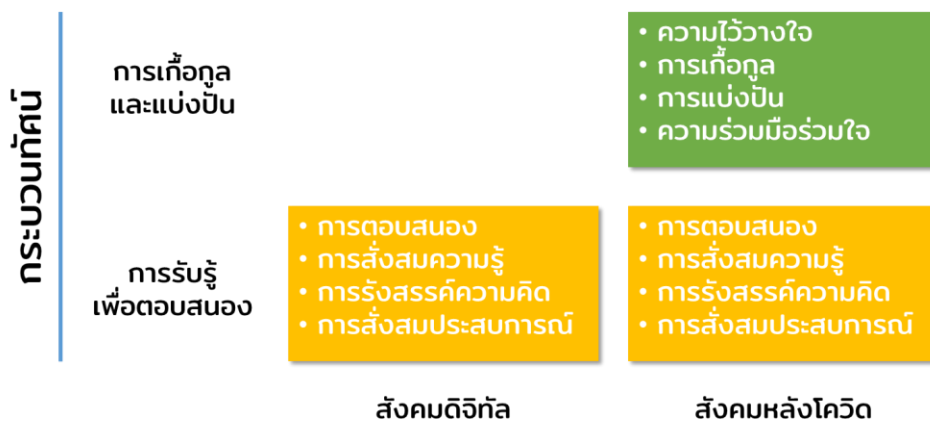 กระบวนทัศน์
การเกื้อกูล
และแบ่งปัน
• ความไว้วางใจ
• การเกื้อกูล
• การแบ่งปัน
• ความร่วมมือร่วมใจ
การรับรู้
เพื่อตอบสนอง
• การตอบสนอง
• การสั่งสมความรู้
• การรังสรรค์ความคิด
• การสั่งสมประสบการณ์
• การตอบสนอง
• การสั่งสมความรู้
• การรังสรรค์ความคิด
• การสั่งสมประสบการณ์
สังคมดิจิทัล
สังคมหลังโควิด